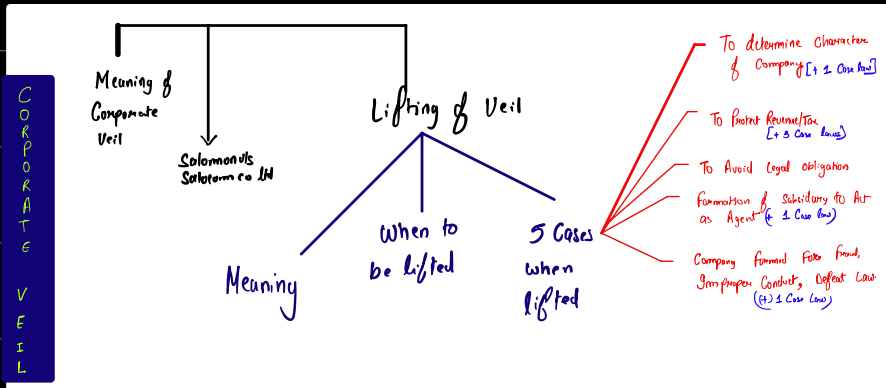 CORPORATE VEIL
Meaning of
Corporate
Veil
Salomon v/s
Salocom co ltd
Lifting of Veil
Meaning
When to
be lifted
5 Cases
when
lifted
To determine Character
of Company [+ 1 Case law]
To Protect Revenue/Tax
[+ 3 Case laws]
To Avoid Legal Obligation
Formation of Subsidary to Act
as Agent (+ 1 Case law)
Company formed For fraud,
Improper Conduct, Defeat Law.
(+) 1 Case Law)